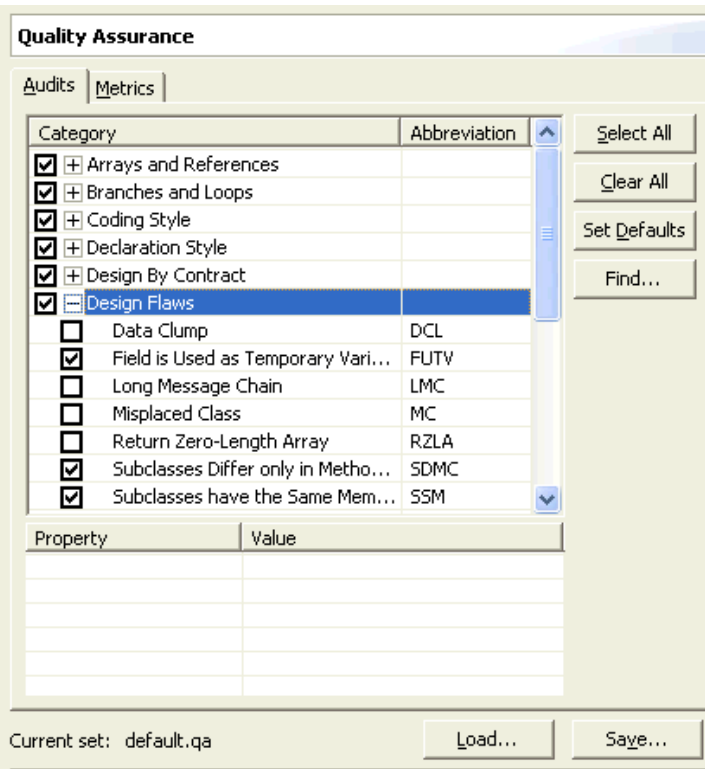 Quality Assurance
Audits Metrics
Category Abbreviation
Select All
Arrays and References
Branches and Loops
Clear All
Coding Style
Declaration Style
Set Defaults
Design By Contract
Find...
Design Flaws
Data Clump DCL
Field is Used as Temporary Vari... FUTV
Long Message Chain LMC
Misplaced Class MC
Return Zero-Length Array RZLA
Subclasses Differ only in Metho... SDMC
Subclasses have the Same Mem... SSM
Property Value
Current set: default.qa Load... Save...